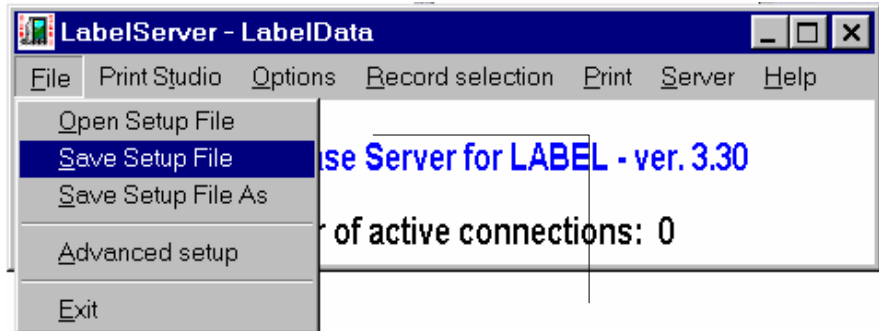 LabelServer - LabelData
File Print Studio Options Record selection Print Server Help
Open Setup File
Save Setup File
Save Setup File As
Advanced setup
Exit
Server for LABEL - ver. 3.30
of active connections: 0